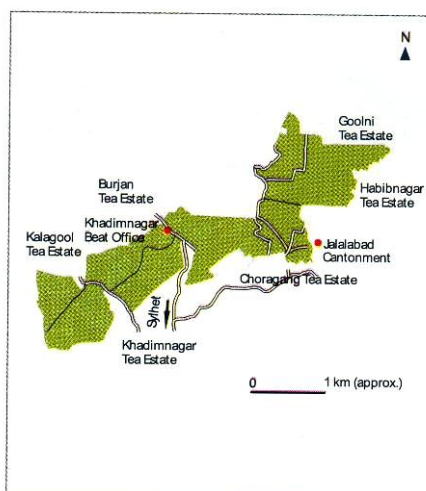 N
Goolni
Tea Estate
Burjan
Tea Estate
Habibnagar
Tea Estate
Khadimnagar
Beat Office
Kalagool
Tea Estate
Jalalabad
Cantonment
Choragang Tea Estate
Sylhet
Khadimnagar
Tea Estate
0 1 km (approx.)